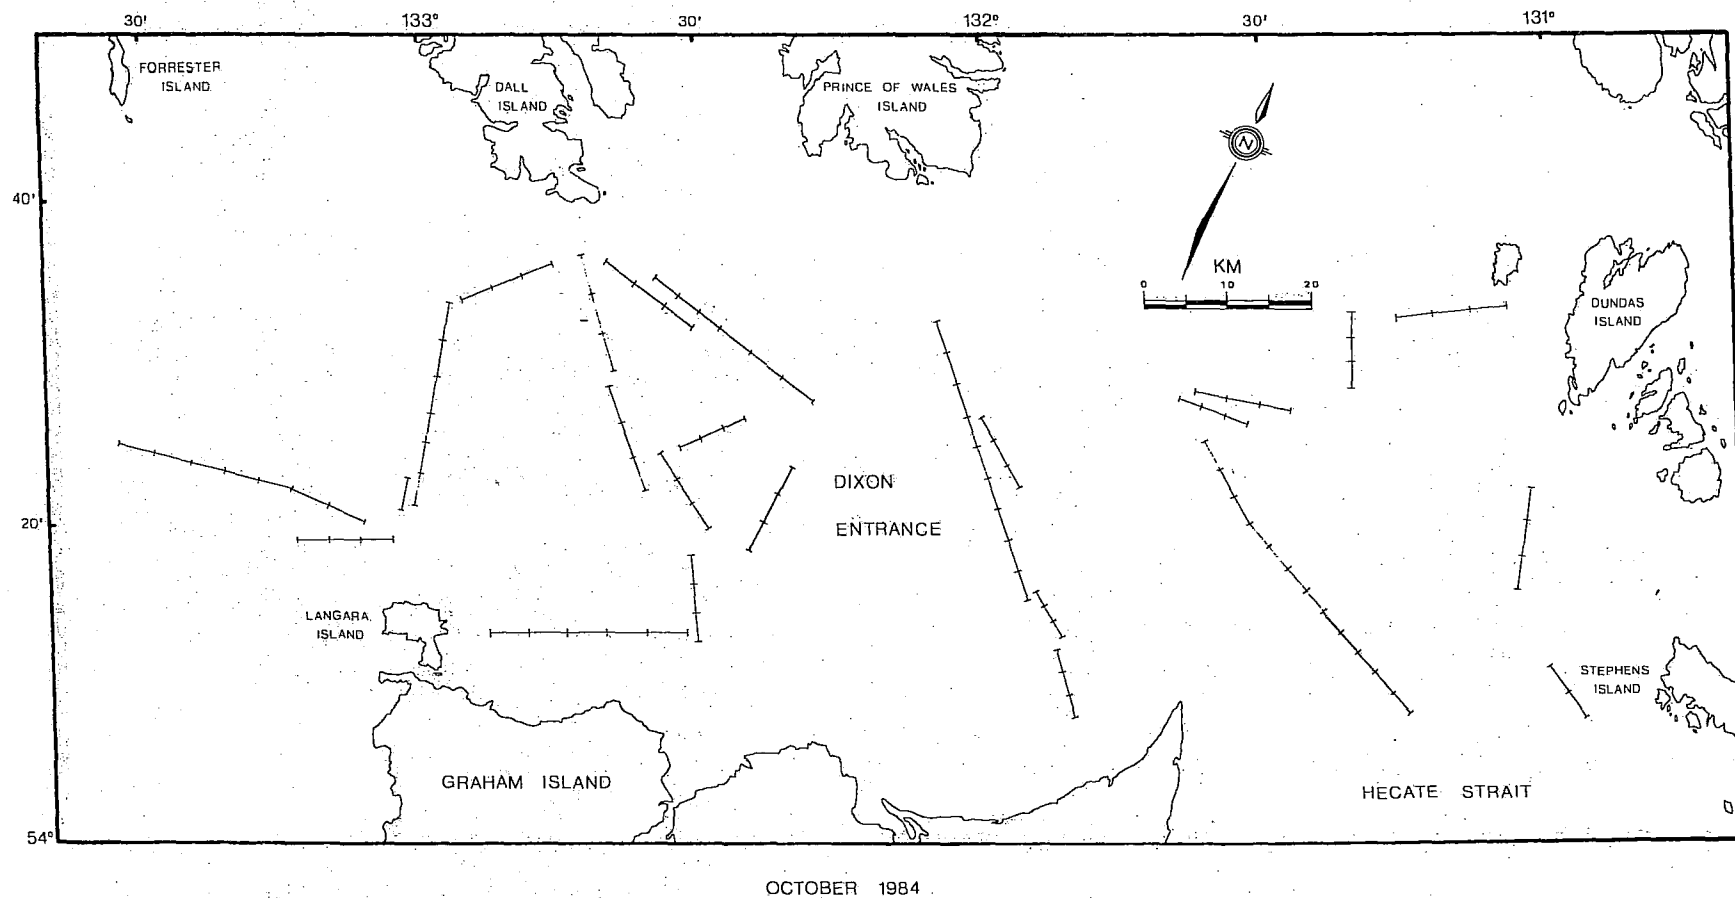 30' 133° 30' 132° 30' 131°
FORRESTER
ISLAND
DALL
ISLAND
PRINCE OF WALES
ISLAND
N
40'
KM
0 10 20
DUNDAS
ISLAND
DIXON
ENTRANCE
20'
LANGARA
ISLAND
STEPHENS
ISLAND
GRAHAM ISLAND
HECATE STRAIT
54°
OCTOBER 1984